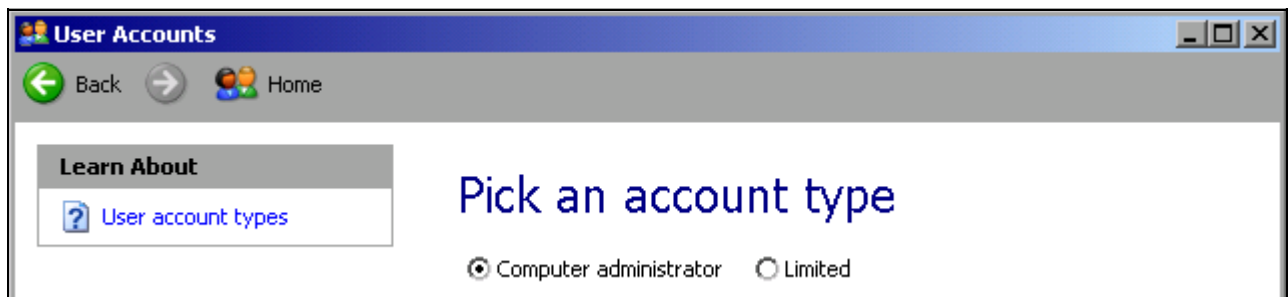 User Accounts
Back Home
Learn About
User account types
Pick an account type
Computer administrator Limited